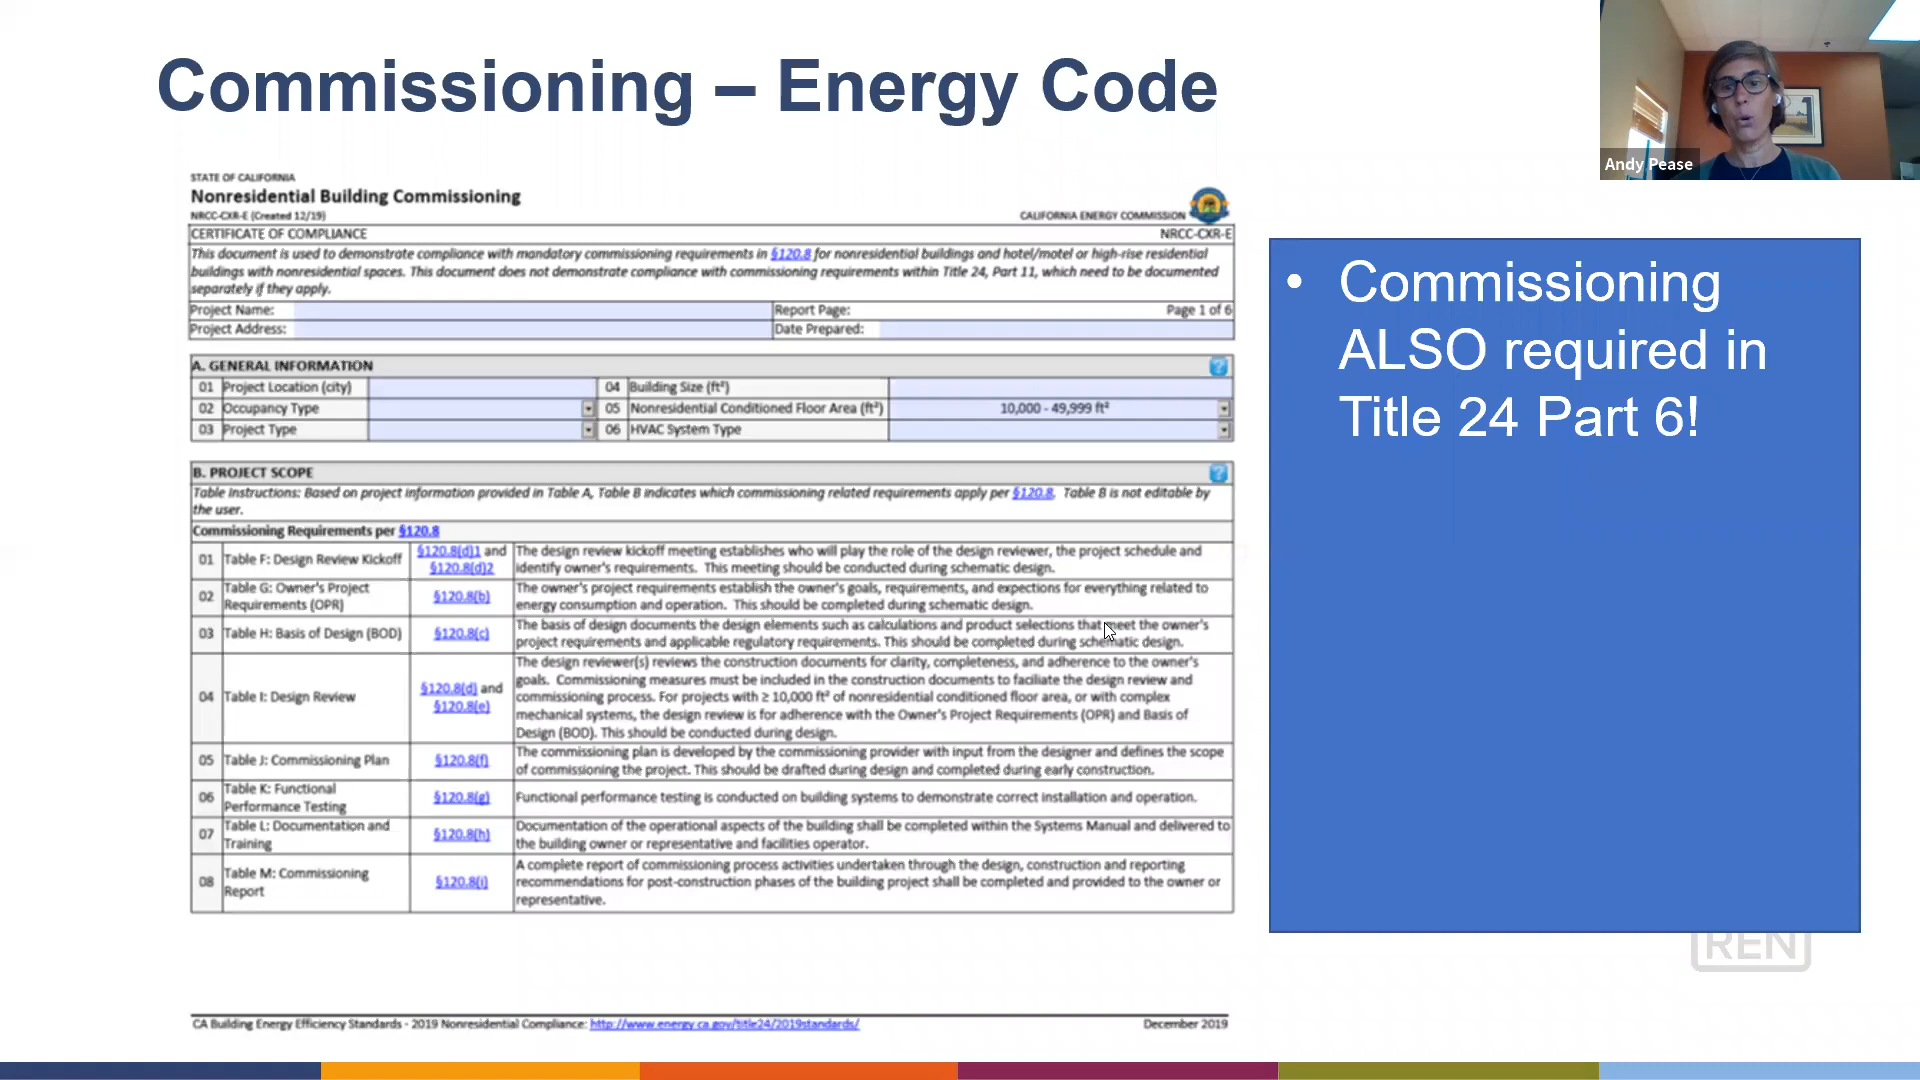 Commissioning – Energy Code
Andy Pease
STATE OF CALIFORNIA
Nonresidential Building Commissioning
NRCC-CXR-E (Created 12/19)
CALIFORNIA ENERGY COMMISSION
CERTIFICATE OF COMPLIANCE NRCC-CXR-E
This document is used to demonstrate compliance with mandatory commissioning requirements in §120.8 for nonresidential buildings and hotel/motel or high-rise residential
buildings with nonresidential spaces. This document does not demonstrate compliance with commissioning requirements within Title 24, Part 11, which need to be documented
separately if they apply.
Project Name: Report Page: Page 1 of 6
Project Address: Date Prepared:
A. GENERAL INFORMATION ?
01 Project Location (city) 04 Building Size (ft²)
02 Occupancy Type 05 Nonresidential Conditioned Floor Area (ft²) 10,000 - 49,999 ft²
03 Project Type 06 HVAC System Type
B. PROJECT SCOPE ?
Table Instructions: Based on project information provided in Table A, Table B indicates which commissioning related requirements apply per §120.8. Table B is not editable by
the user.
Commissioning Requirements per §120.8
01 Table F: Design Review Kickoff
§120.8(d)1 and
§120.8(d)2
The design review kickoff meeting establishes who will play the role of the design reviewer, the project schedule and
identify owner's requirements. This meeting should be conducted during schematic design.
02
Table G: Owner's Project
Requirements (OPR)
§120.8(b)
The owner's project requirements establish the owner's goals, requirements, and expections for everything related to
energy consumption and operation. This should be completed during schematic design.
03 Table H: Basis of Design (BOD) §120.8(c)
The basis of design documents the design elements such as calculations and product selections that meet the owner's
project requirements and applicable regulatory requirements. This should be completed during schematic design.
04 Table I: Design Review
§120.8(d) and
§120.8(e)
The design reviewer(s) reviews the construction documents for clarity, completeness, and adherence to the owner's
goals. Commissioning measures must be included in the construction documents to faciliate the design review and
commissioning process. For projects with ≥ 10,000 ft² of nonresidential conditioned floor area, or with complex
mechanical systems, the design review is for adherence with the Owner's Project Requirements (OPR) and Basis of
Design (BOD). This should be conducted during design.
05 Table J: Commissioning Plan §120.8(f)
The commissioning plan is developed by the commissioning provider with input from the designer and defines the scope
of commissioning the project. This should be drafted during design and completed during early construction.
06
Table K: Functional
Performance Testing
§120.8(g)
Functional performance testing is conducted on building systems to demonstrate correct installation and operation.
07
Table L: Documentation and
Training
§120.8(h)
Documentation of the operational aspects of the building shall be completed within the Systems Manual and delivered to
the building owner or representative and facilities operator.
08
Table M: Commissioning
Report
§120.8(i)
A complete report of commissioning process activities undertaken through the design, construction and reporting
recommendations for post-construction phases of the building project shall be completed and provided to the owner or
representative.
CA Building Energy Efficiency Standards - 2019 Nonresidential Compliance: http://www.energy.ca.gov/title24/2019standards/ December 2019
• Commissioning
ALSO required in
Title 24 Part 6!
REN